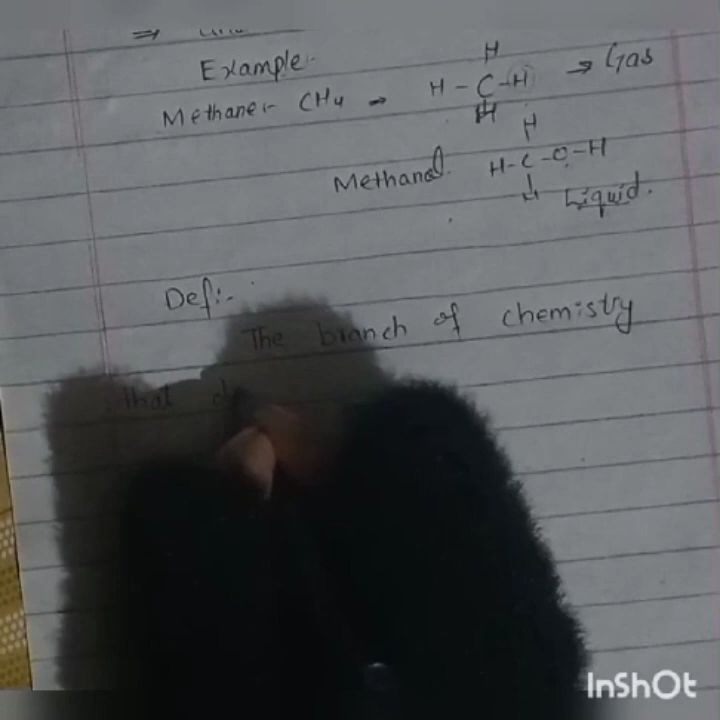 Example:-
H
Methane:- CH4 → H - C - H → Gas
H
H
Methanol. H - C - O - H
H Liquid.
Def:-
The branch of chemistry
that
InShOt